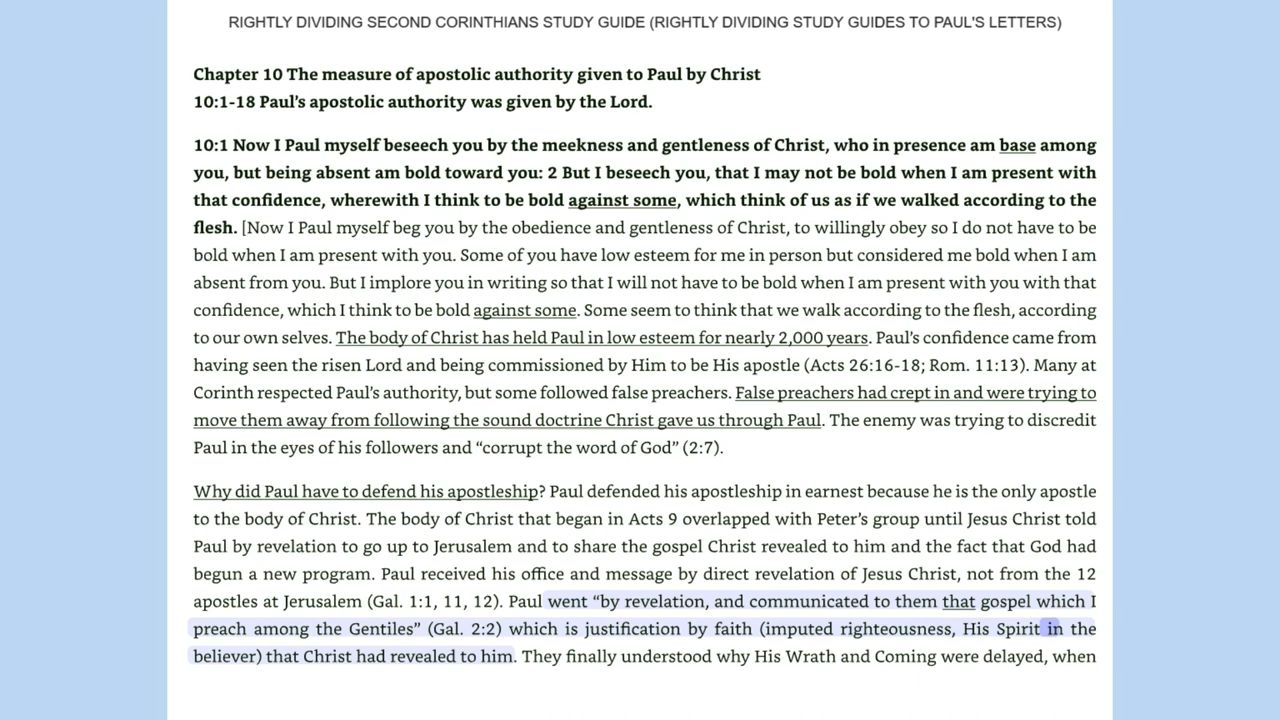 RIGHTLY DIVIDING SECOND CORINTHIANS STUDY GUIDE (RIGHTLY DIVIDING STUDY GUIDES TO PAUL'S LETTERS)
Chapter 10 The measure of apostolic authority given to Paul by Christ
10:1-18 Paul’s apostolic authority was given by the Lord.
10:1 Now I Paul myself beseech you by the meekness and gentleness of Christ, who in presence am base among
you, but being absent am bold toward you: 2 But I beseech you, that I may not be bold when I am present with
that confidence, wherewith I think to be bold against some, which think of us as if we walked according to the
flesh. [Now I Paul myself beg you by the obedience and gentleness of Christ, to willingly obey so I do not have to be
bold when I am present with you. Some of you have low esteem for me in person but considered me bold when I am
absent from you. But I implore you in writing so that I will not have to be bold when I am present with you with that
confidence, which I think to be bold against some. Some seem to think that we walk according to the flesh, according
to our own selves. The body of Christ has held Paul in low esteem for nearly 2,000 years. Paul’s confidence came from
having seen the risen Lord and being commissioned by Him to be His apostle (Acts 26:16-18; Rom. 11:13). Many at
Corinth respected Paul’s authority, but some followed false preachers. False preachers had crept in and were trying to
move them away from following the sound doctrine Christ gave us through Paul. The enemy was trying to discredit
Paul in the eyes of his followers and “corrupt the word of God” (2:7).
Why did Paul have to defend his apostleship? Paul defended his apostleship in earnest because he is the only apostle
to the body of Christ. The body of Christ that began in Acts 9 overlapped with Peter’s group until Jesus Christ told
Paul by revelation to go up to Jerusalem and to share the gospel Christ revealed to him and the fact that God had
begun a new program. Paul received his office and message by direct revelation of Jesus Christ, not from the 12
apostles at Jerusalem (Gal. 1:1, 11, 12). Paul went “by revelation, and communicated to them that gospel which I
preach among the Gentiles” (Gal. 2:2) which is justification by faith (imputed righteousness, His Spirit in the
believer) that Christ had revealed to him. They finally understood why His Wrath and Coming were delayed, when